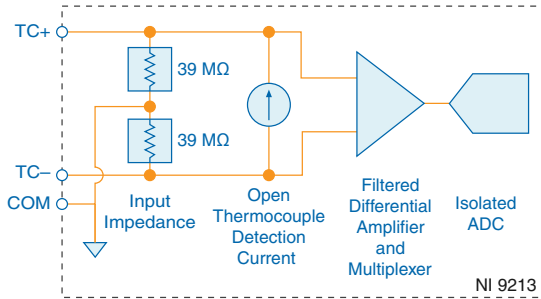 TC+
39 MΩ
39 MΩ
TC–
COM
Input
Impedance
Open
Thermocouple
Detection
Current
Filtered
Differential
Amplifier
and
Multiplexer
Isolated
ADC
NI 9213